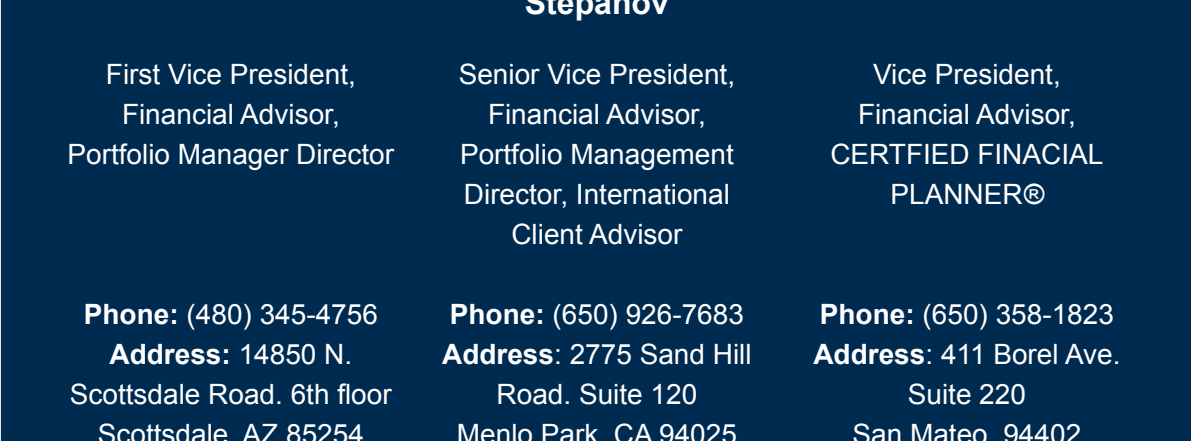 Stepanov
First Vice President,
Financial Advisor,
Portfolio Manager Director
Phone: (480) 345-4756
Address: 14850 N.
Scottsdale Road. 6th floor
Scottsdale, AZ 85254
Senior Vice President,
Financial Advisor,
Portfolio Management
Director, International
Client Advisor
Phone: (650) 926-7683
Address: 2775 Sand Hill
Road. Suite 120
Menlo Park, CA 94025
Vice President,
Financial Advisor,
CERTFIED FINACIAL
PLANNER®
Phone: (650) 358-1823
Address: 411 Borel Ave.
Suite 220
San Mateo, 94402